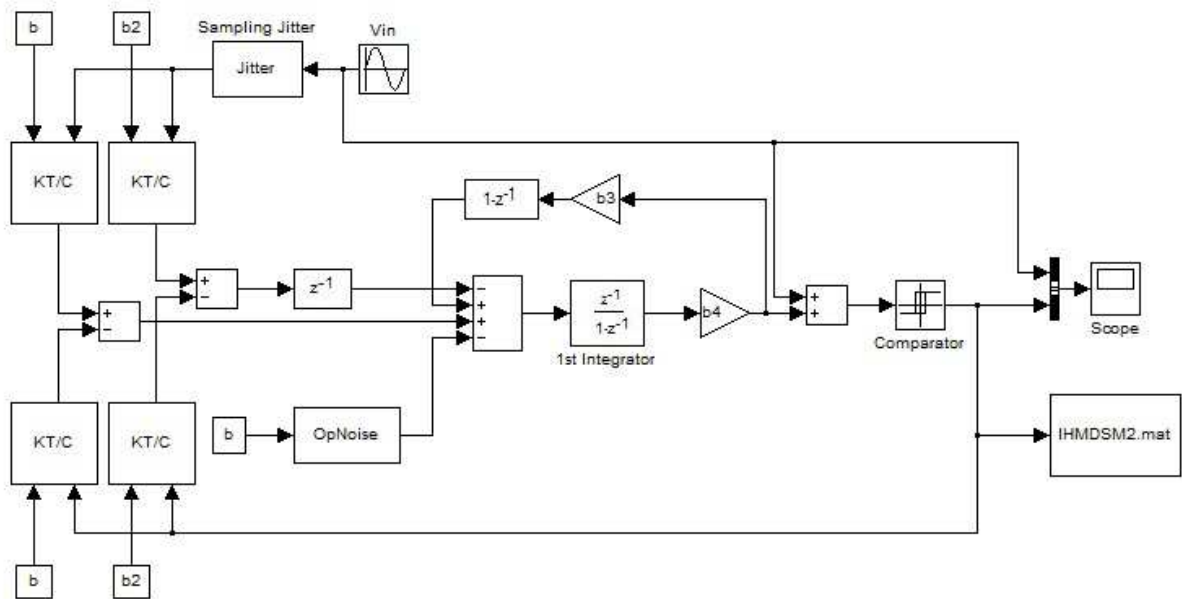 b
b2
Sampling Jitter
Vin
Jitter
KT/C
KT/C
1-z-1
b3
+
−
z-1
+
−
−
+
+
−
z-1
1-z-1
1st Integrator
b4
+
+
Comparator
Scope
KT/C
KT/C
b
OpNoise
IHMDSM2.mat
b
b2